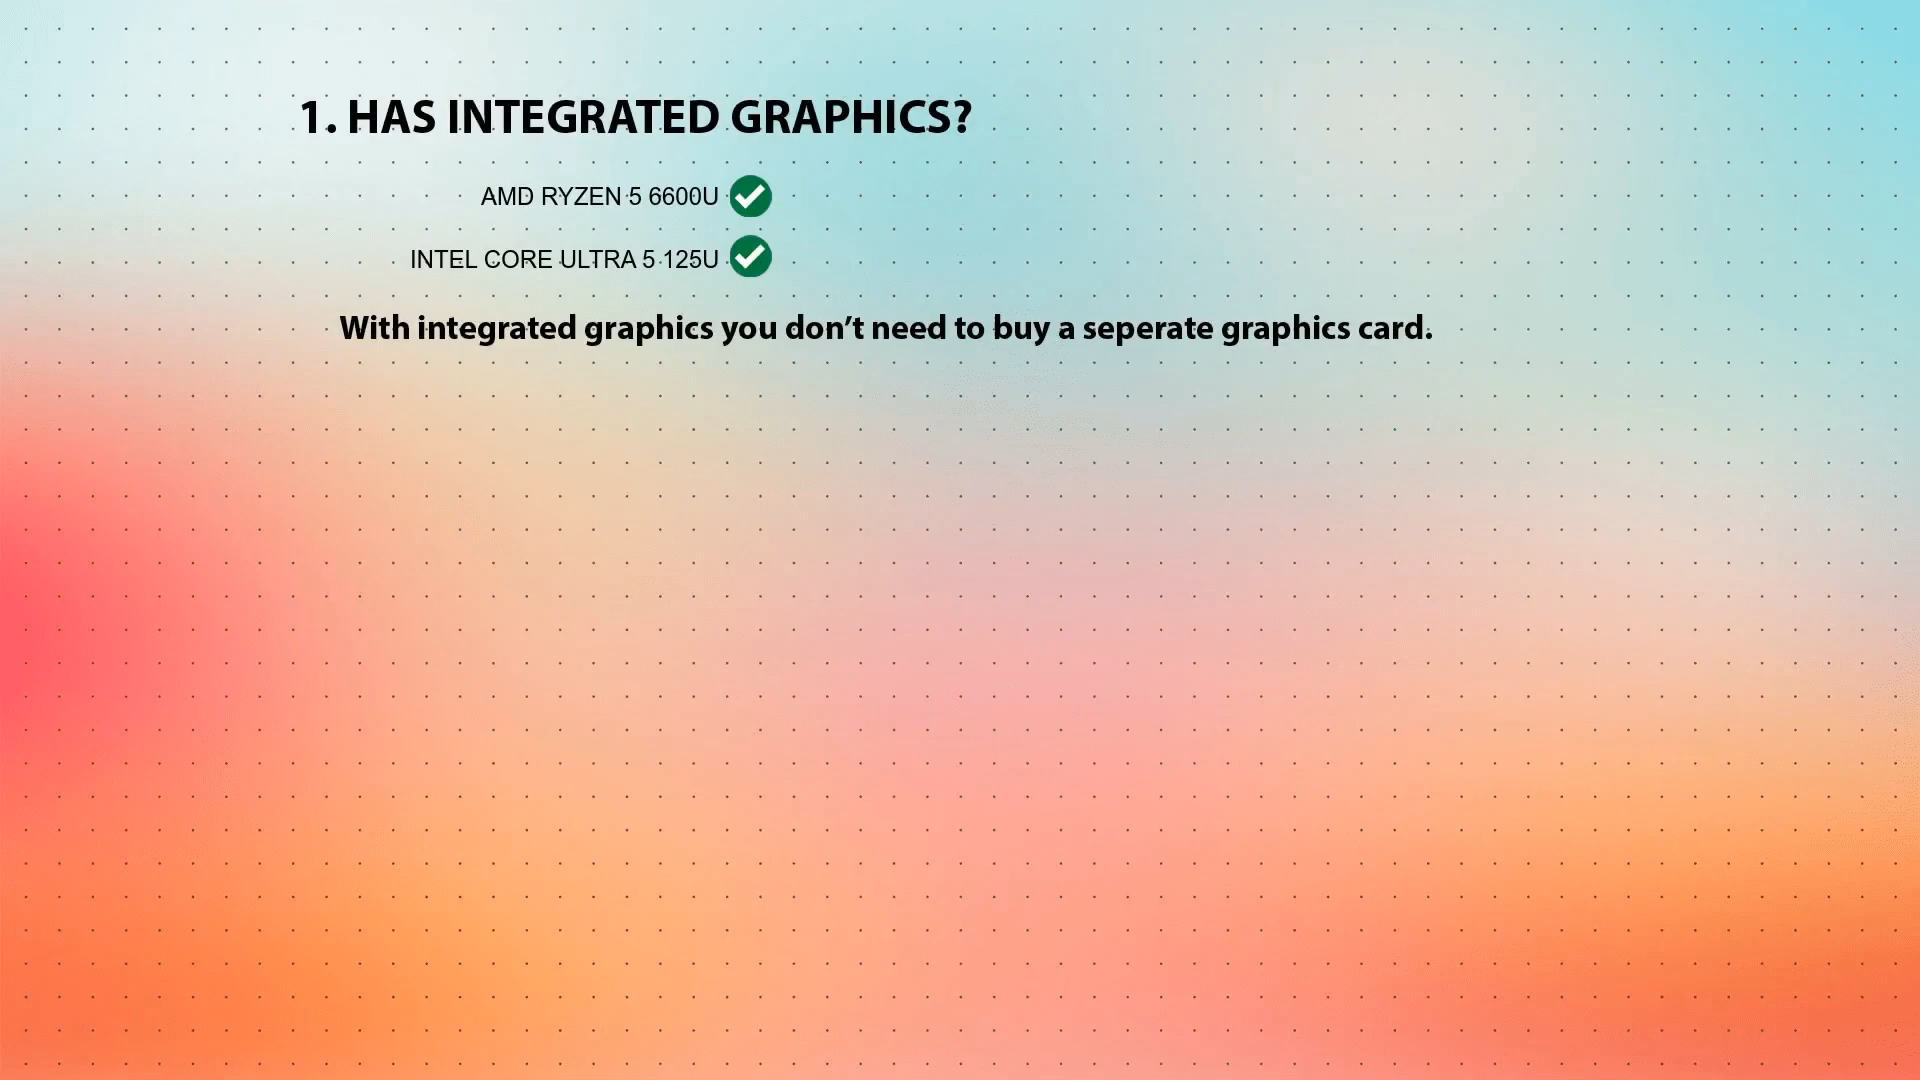 1. HAS INTEGRATED GRAPHICS?
AMD RYZEN 5 6600U
INTEL CORE ULTRA 5 125U
With integrated graphics you don’t need to buy a seperate graphics card.